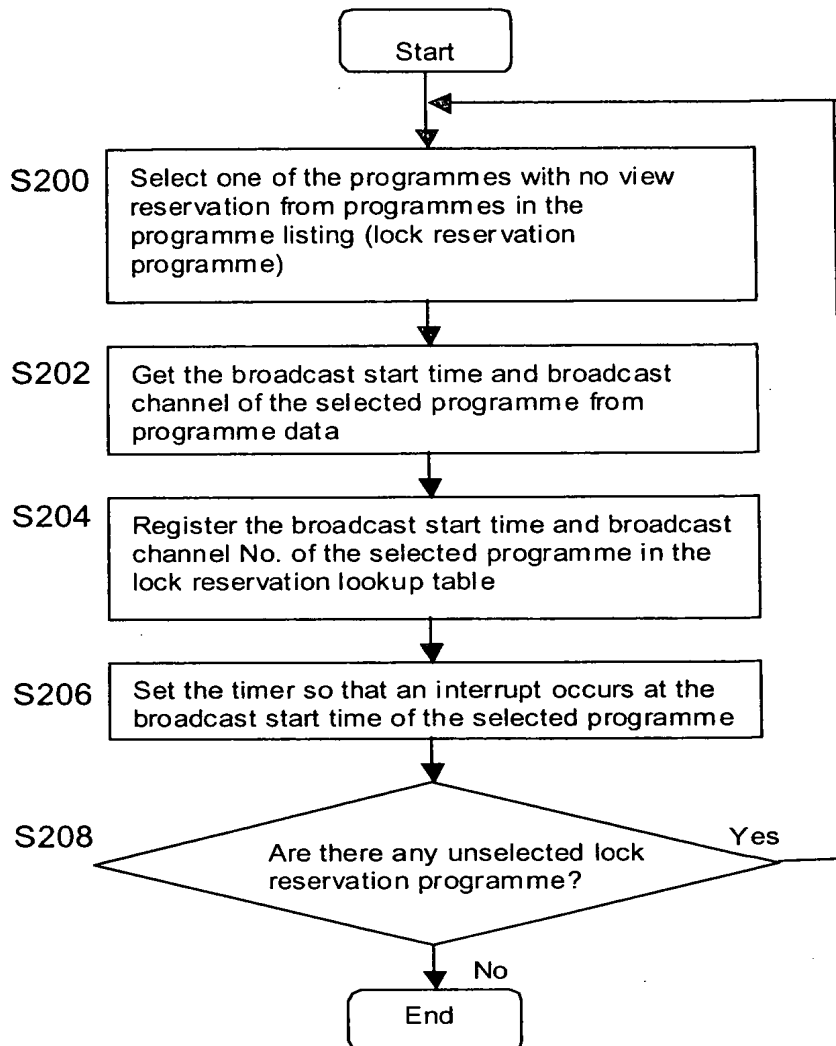 Start
S200
Select one of the programmes with no view
reservation from programmes in the
programme listing (lock reservation
programme)
S202
Get the broadcast start time and broadcast
channel of the selected programme from
programme data
S204
Register the broadcast start time and broadcast
channel No. of the selected programme in the
lock reservation lookup table
S206
Set the timer so that an interrupt occurs at the
broadcast start time of the selected programme
S208
Are there any unselected lock
reservation programme?
Yes
No
End